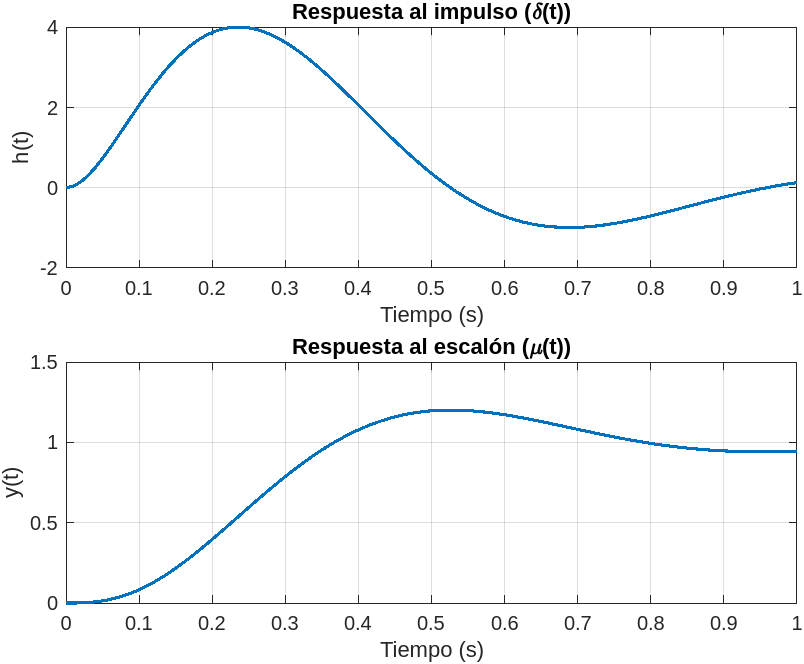 Respuesta al impulso (δ(t))
4
2
0
-2
h(t)
0 0.1 0.2 0.3 0.4 0.5 0.6 0.7 0.8 0.9 1
Tiempo (s)
Respuesta al escalón (μ(t))
1.5
1
0.5
0
y(t)
0 0.1 0.2 0.3 0.4 0.5 0.6 0.7 0.8 0.9 1
Tiempo (s)